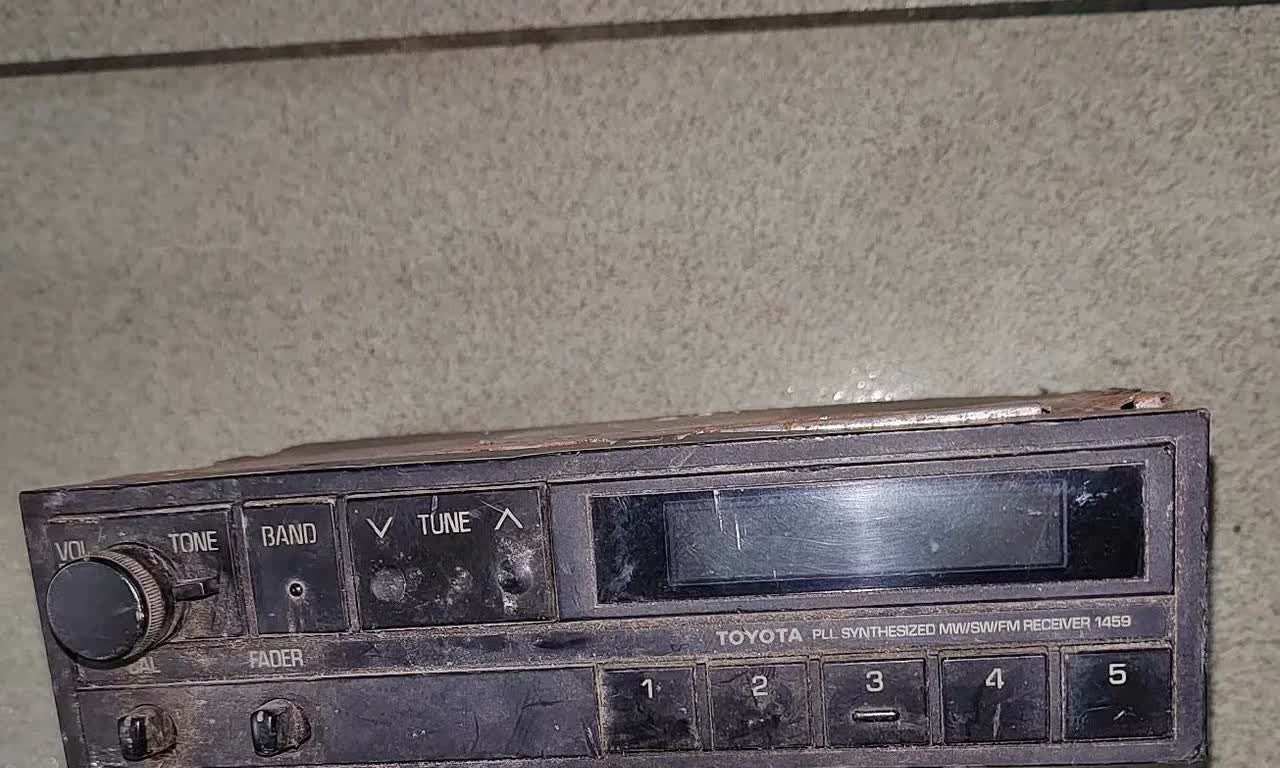 VOL TONE BAND TUNE
TOYOTA PLL SYNTHESIZED MW/SW/FM RECEIVER 1459
FADER
1 2 3 4 5